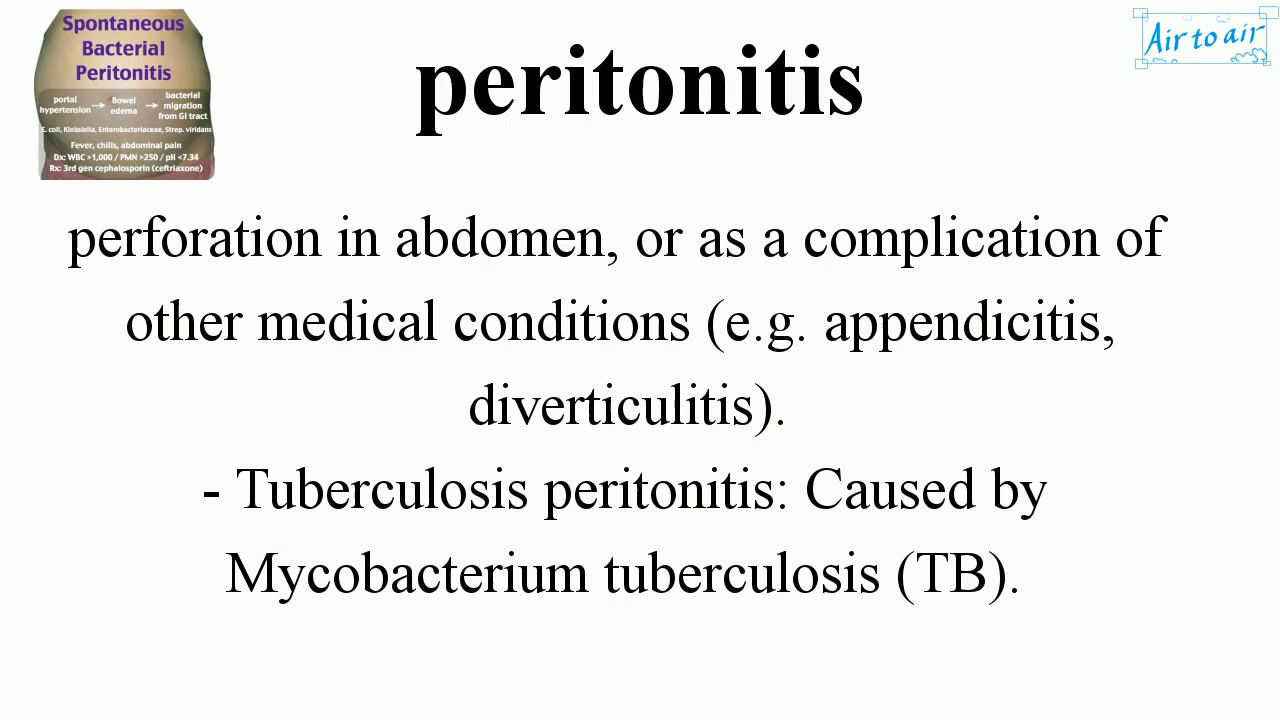 Spontaneous
Bacterial
Peritonitis
portal
hypertension
Bowel
edema
bacterial
migration
from GI tract
E. coli, Klebsiella, Enterobacteriaceae, Strep. viridans
Fever, chills, abdominal pain
Dx: WBC >1,000 / PMN >250 / pH <7.34
Rx: 3rd gen cephalosporin (ceftriaxone)
peritonitis
Air to air
perforation in abdomen, or as a complication of
other medical conditions (e.g. appendicitis,
diverticulitis).
- Tuberculosis peritonitis: Caused by
Mycobacterium tuberculosis (TB).